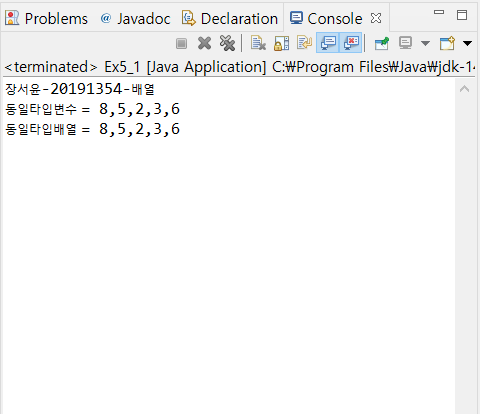 Problems @ Javadoc Declaration Console
<terminated> Ex5_1 [Java Application] C:₩Program Files₩Java₩jdk-14
장서윤-20191354-배열
동일타입변수 = 8,5,2,3,6
동일타입배열 = 8,5,2,3,6